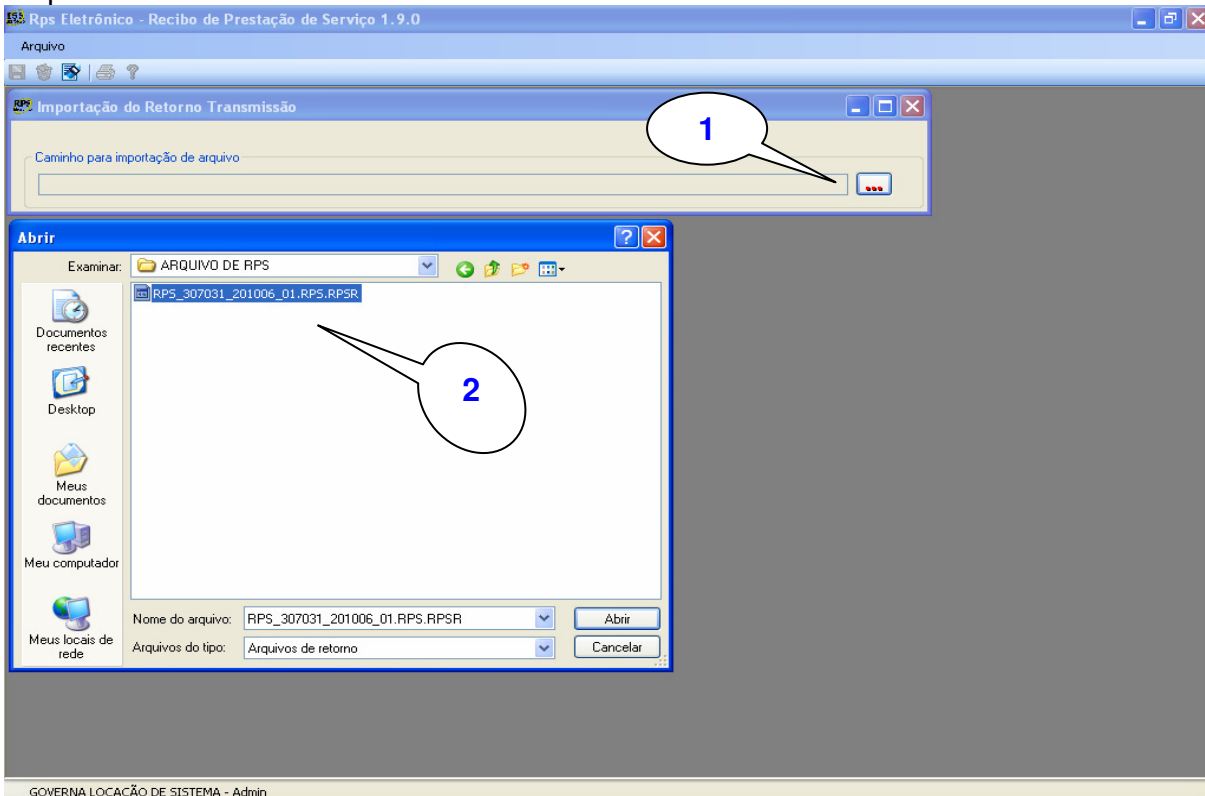 Rps Eletrônico - Recibo de Prestação de Serviço 1.9.0
Arquivo
Importação do Retorno Transmissão
1
Caminho para importação de arquivo
...
Abrir
Examinar:
ARQUIVO DE RPS
RPS_307031_201006_01.RPS.RPSR
Documentos
recentes
2
Desktop
Meus
documentos
Meu computador
Meus locais de
rede
Nome do arquivo:
RPS_307031_201006_01.RPS.RPSR
Abrir
Arquivos do tipo:
Arquivos de retorno
Cancelar
GOVERNA LOCAÇÃO DE SISTEMA - Admin